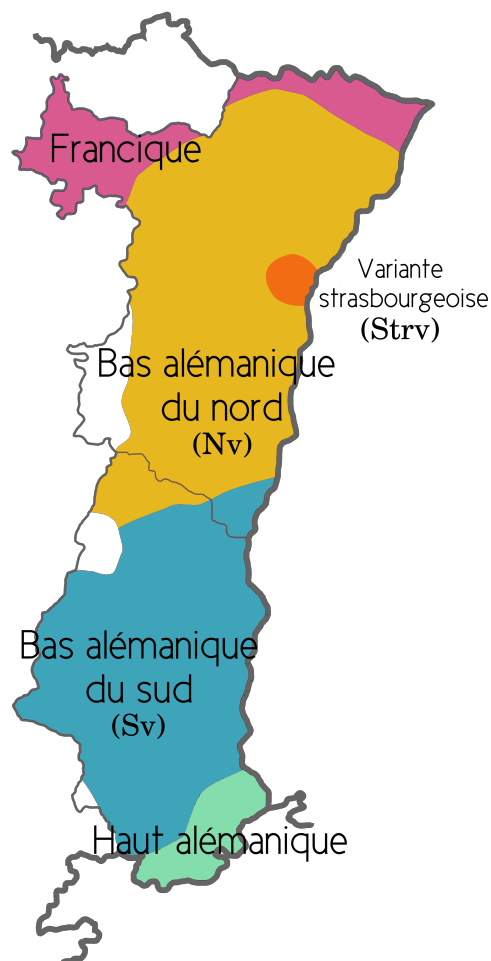 Francique
Variante
strasbourgeoise
(Strv)
Bas alémanique
du nord
(Nv)
Bas alémanique
du sud
(Sv)
Haut alémanique